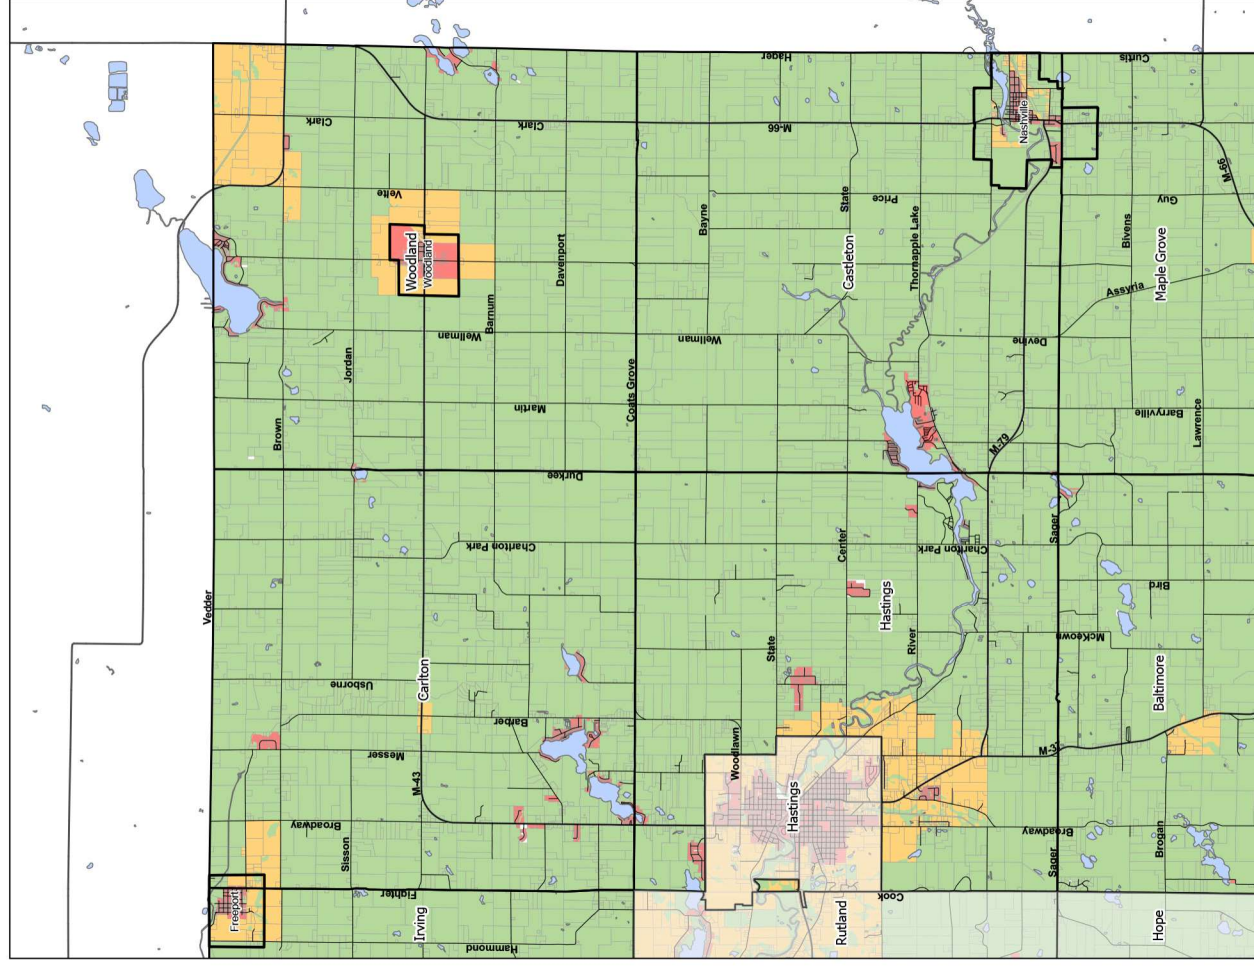 Hager
Curtis
Clark
Clark
M-66
Nashville
M-66
Velte
Price
Guy
State
Bayne
Thornapple Lake
Bivens
Woodland
Woodland
Davenport
Castleton
Maple Grove
Assyria
Barnum
Wellman
Wellman
Devine
Jordan
Coats Grove
Martin
Barryville
Lawrence
Brown
M-79
Durkee
Sager
Center
Charlton Park
Charlton Park
Bird
Vedder
Hastings
State
River
McKeown
Usborne
Carlton
Baltimore
Barber
Messer
Woodlawn
M-3
M-43
Hastings
Broadway
Broadway
Sisson
Sager
Brogan
Fighter
Cook
Freeport
Irving
Rutland
Hope
Hammond